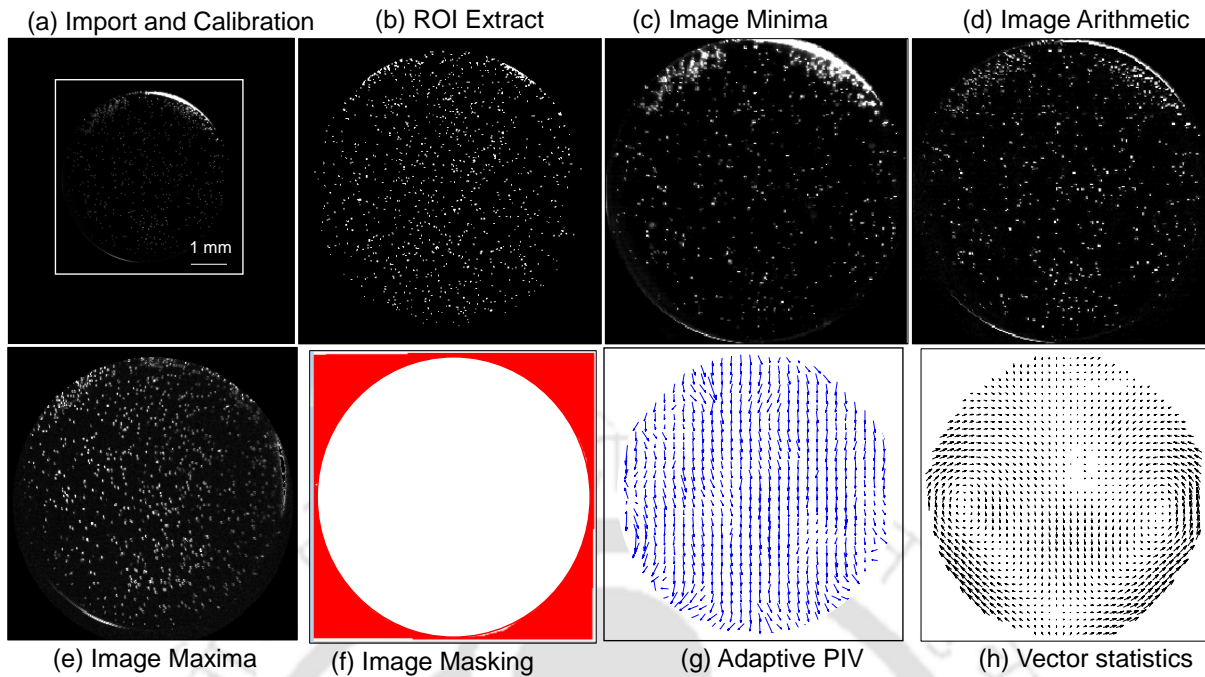 (a) Import and Calibration
(b) ROI Extract
(c) Image Minima
(d) Image Arithmetic
1 mm
(e) Image Maxima
(f) Image Masking
(g) Adaptive PIV
(h) Vector statistics